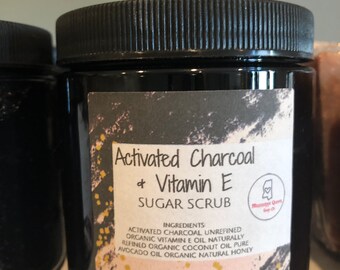 Activated Charcoal
& Vitamin E
SUGAR SCRUB
INGREDIENTS:
ACTIVATED CHARCOAL UNREFINED
ORGANIC VITAMIN E OIL NATURALLY
REFINED ORGANIC COCONUT OIL PURE
AVOCADO OIL ORGANIC NATURAL HONEY